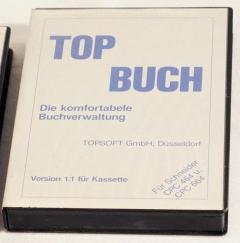 TOP
BUCH
Die komfortabele
Buchverwaltung
TOPSOFT GmbH, Düsseldorf
Version 1.1 für Kassette
Für Schneider
CPC 464 u.
CPC 664